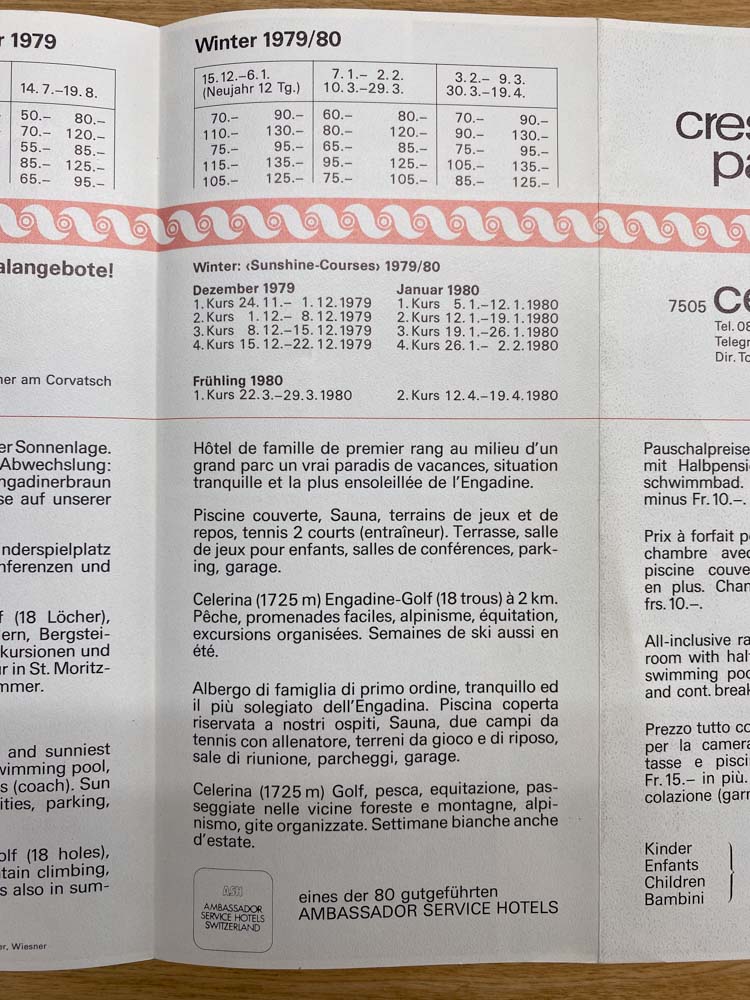 r 1979
14.7.–19.8.
50.– 80.–
70.– 120.–
55.– 85.–
85.– 125.–
65.– 95.–
alangebote!
ner am Corvatsch
er Sonnenlage.
Abwechslung:
ngadinerbraun
se auf unserer
nderspielplatz
nferenzen und
f (18 Löcher),
ern, Bergstei-
kursionen und
ur in St. Moritz-
mmer.
and sunniest
wimming pool,
s (coach). Sun
ities, parking,
olf (18 holes),
tain climbing,
s also in sum-
er, Wiesner
Winter 1979/80
15.12.–6.1. 7.1.– 2.2. 3.2.– 9.3.
(Neujahr 12 Tg.) 10.3.–29.3. 30.3.–19.4.
70.– 90.– 60.– 80.– 70.– 90.–
110.– 130.– 80.– 120.– 90.– 130.–
75.– 95.– 65.– 85.– 75.– 95.–
115.– 135.– 95.– 125.– 105.– 135.–
105.– 125.– 75.– 105.– 85.– 125.–
Winter: ‹Sunshine-Courses› 1979/80
Dezember 1979
1. Kurs 24.11.– 1.12.1979
2. Kurs 1.12.– 8.12.1979
3. Kurs 8.12.–15.12.1979
4. Kurs 15.12.–22.12.1979
Januar 1980
1. Kurs 5.1.–12.1.1980
2. Kurs 12.1.–19.1.1980
3. Kurs 19.1.–26.1.1980
4. Kurs 26.1.– 2.2.1980
Frühling 1980
1. Kurs 22.3.–29.3.1980 2. Kurs 12.4.–19.4.1980
Hôtel de famille de premier rang au milieu d'un
grand parc un vrai paradis de vacances, situation
tranquille et la plus ensoleillée de l'Engadine.
Piscine couverte, Sauna, terrains de jeux et de
repos, tennis 2 courts (entraîneur). Terrasse, salle
de jeux pour enfants, salles de conférences, park-
ing, garage.
Celerina (1725 m) Engadine-Golf (18 trous) à 2 km.
Pêche, promenades faciles, alpinisme, équitation,
excursions organisées. Semaines de ski aussi en
été.
Albergo di famiglia di primo ordine, tranquillo ed
il più solegiato dell'Engadina. Piscina coperta
riservata a nostri ospiti, Sauna, due campi da
tennis con allenatore, terreni da gioco e di riposo,
sale di riunione, parcheggi, garage.
Celerina (1725 m) Golf, pesca, equitazione, pas-
seggiate nelle vicine foreste e montagne, alpi-
nismo, gite organizzate. Settimane bianche anche
d'estate.
ASH
AMBASSADOR
SERVICE HOTELS
SWITZERLAND
eines der 80 gutgeführten
AMBASSADOR SERVICE HOTELS
cres
pa
7505 ce
Tel. 08
Telegr
Dir. To
Pauschalpreise
mit Halbpensi
schwimmbad.
minus Fr. 10.–.
Prix à forfait p
chambre avec
piscine couve
en plus. Cham
frs. 10.–.
All-inclusive ra
room with hal
swimming poo
and cont. break
Prezzo tutto co
per la camera
tasse e pisci
Fr. 15.– in più.
colazione (garn
Kinder
Enfants
Children
Bambini